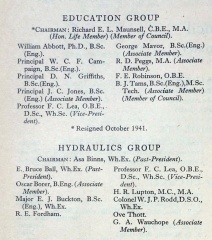 EDUCATION GROUP
*CHAIRMAN: Richard E. L. Maunsell, C.B.E., M.A.
(Hon. Life Member) (Member of Council).
William Abbott, Ph.D., B.Sc.
(Eng.).
Principal W. C. F. Campaign, B.Sc.(Eng.).
Principal D. N. Griffiths,
B.Sc.(Eng.).
Principal J. C. Jones, B.Sc.
(Eng.) (Associate Member).
Professor F. C. Lea, O.B.E.,
D.Sc., Wh.Sc. (Vice-
President).
George Mavor, B.Sc.(Eng.)
(Member of Council).
R. D. Peggs, M.A. (Associate
Member).
F. E. Robinson, O.B.E.
B. J. Tams, B.Sc.(Eng.), M.Sc.
Tech. (Associate Member)
(Member of Council).
* Resigned October 1941.
HYDRAULICS GROUP
CHAIRMAN: Asa Binns, Wh.Ex. (Past-President).
E. Bruce Ball, Wh.Ex. (Past-
President).
Oscar Borer, B.Eng. (Associate
Member).
Major E. J. Buckton, B.Sc.
(Eng.), Wh.Ex.
R. E. Fordham.
Professor F. C. Lea, O.B.E.,
D.Sc., Wh.Sc. (Vice-
President).
H. R. Lupton, M.C., M.A.
Colonel W. J. P. Rodd, D.S.O.,
Wh.Ex.
Ove Thott.
G. A. Wauchope (Associate
Member).